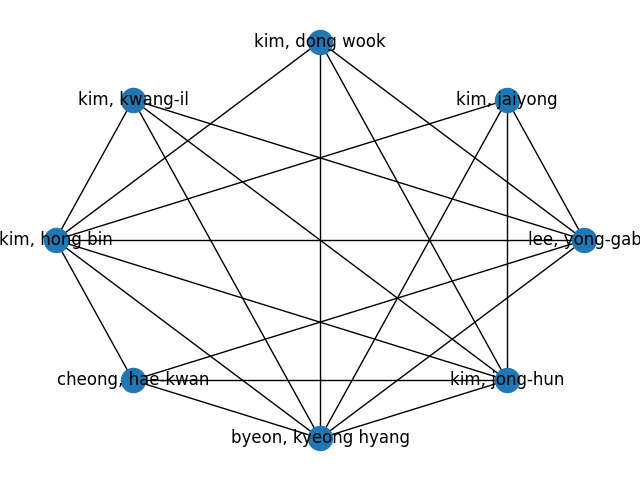 kim, dong wook
kim, kwang-il
kim, jaiyong
kim, hong bin
lee, yong-gab
cheong, hae-kwan
kim, jong-hun
byeon, kyeong hyang